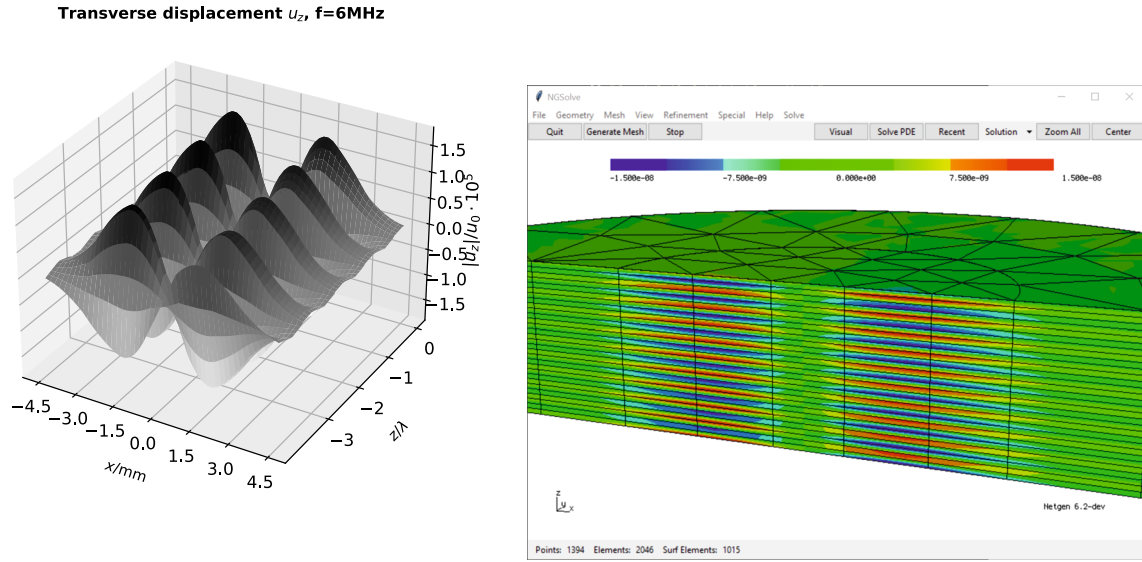 Transverse displacement u_z, f=6MHz
1.5
1.0
0.5
0.0
−0.5
−1.0
−1.5
|u_z|/u_0 · 10^5
0
−1
−2
−3
z/λ
−4.5
−3.0
−1.5
0.0
1.5
3.0
4.5
x/mm
NGSolve
File Geometry Mesh View Refinement Special Help Solve
Quit Generate Mesh Stop Visual Solve PDE Recent Solution Zoom All Center
-1.500e-08 -7.500e-09 0.000e+00 7.500e-09 1.500e-08
z
y
x
Netgen 6.2-dev
Points: 1394 Elements: 2046 Surf Elements: 1015